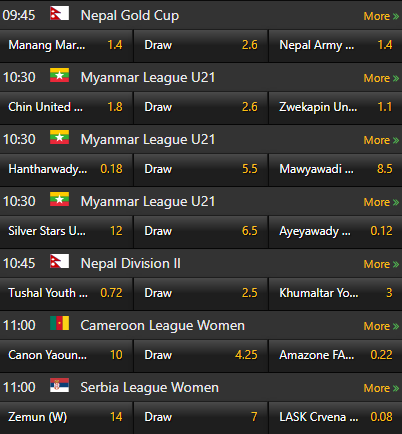 09:45 Nepal Gold Cup More »
Manang Mar... 1.4 Draw 2.6 Nepal Army ... 1.4
10:30 Myanmar League U21 More »
Chin United ... 1.8 Draw 2.6 Zwekapin Un... 1.1
10:30 Myanmar League U21 More »
Hantharwady... 0.18 Draw 5.5 Mawyawadi ... 8.5
10:30 Myanmar League U21 More »
Silver Stars U... 12 Draw 6.5 Ayeyawady ... 0.12
10:45 Nepal Division II More »
Tushal Youth ... 0.72 Draw 2.5 Khumaltar Yo... 3
11:00 Cameroon League Women More »
Canon Yaoun... 10 Draw 4.25 Amazone FA... 0.22
11:00 Serbia League Women More »
Zemun (W) 14 Draw 7 LASK Crvena ... 0.08